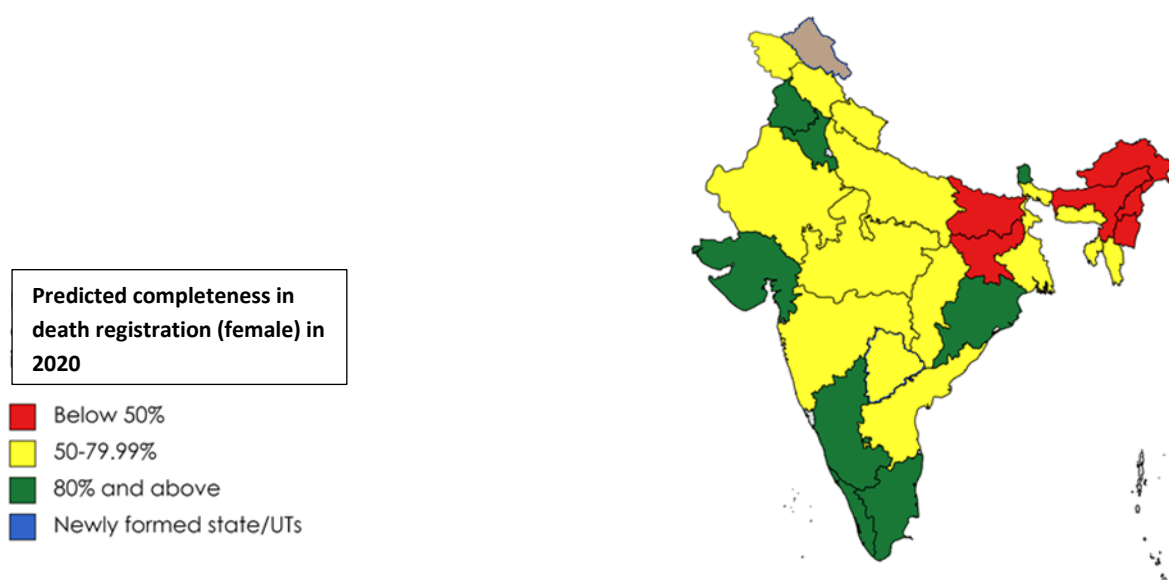 Predicted completeness in
death registration (female) in
2020
Below 50%
50-79.99%
80% and above
Newly formed state/UTs